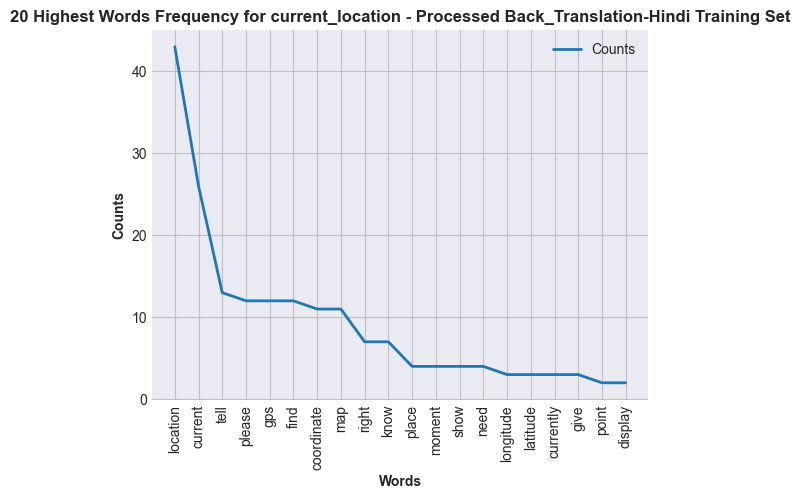 20 Highest Words Frequency for current_location - Processed Back_Translation-Hindi Training Set
Counts
40
30
20
10
0
Counts
location
current
tell
please
gps
find
coordinate
map
right
know
place
moment
show
need
longitude
latitude
currently
give
point
display
Words